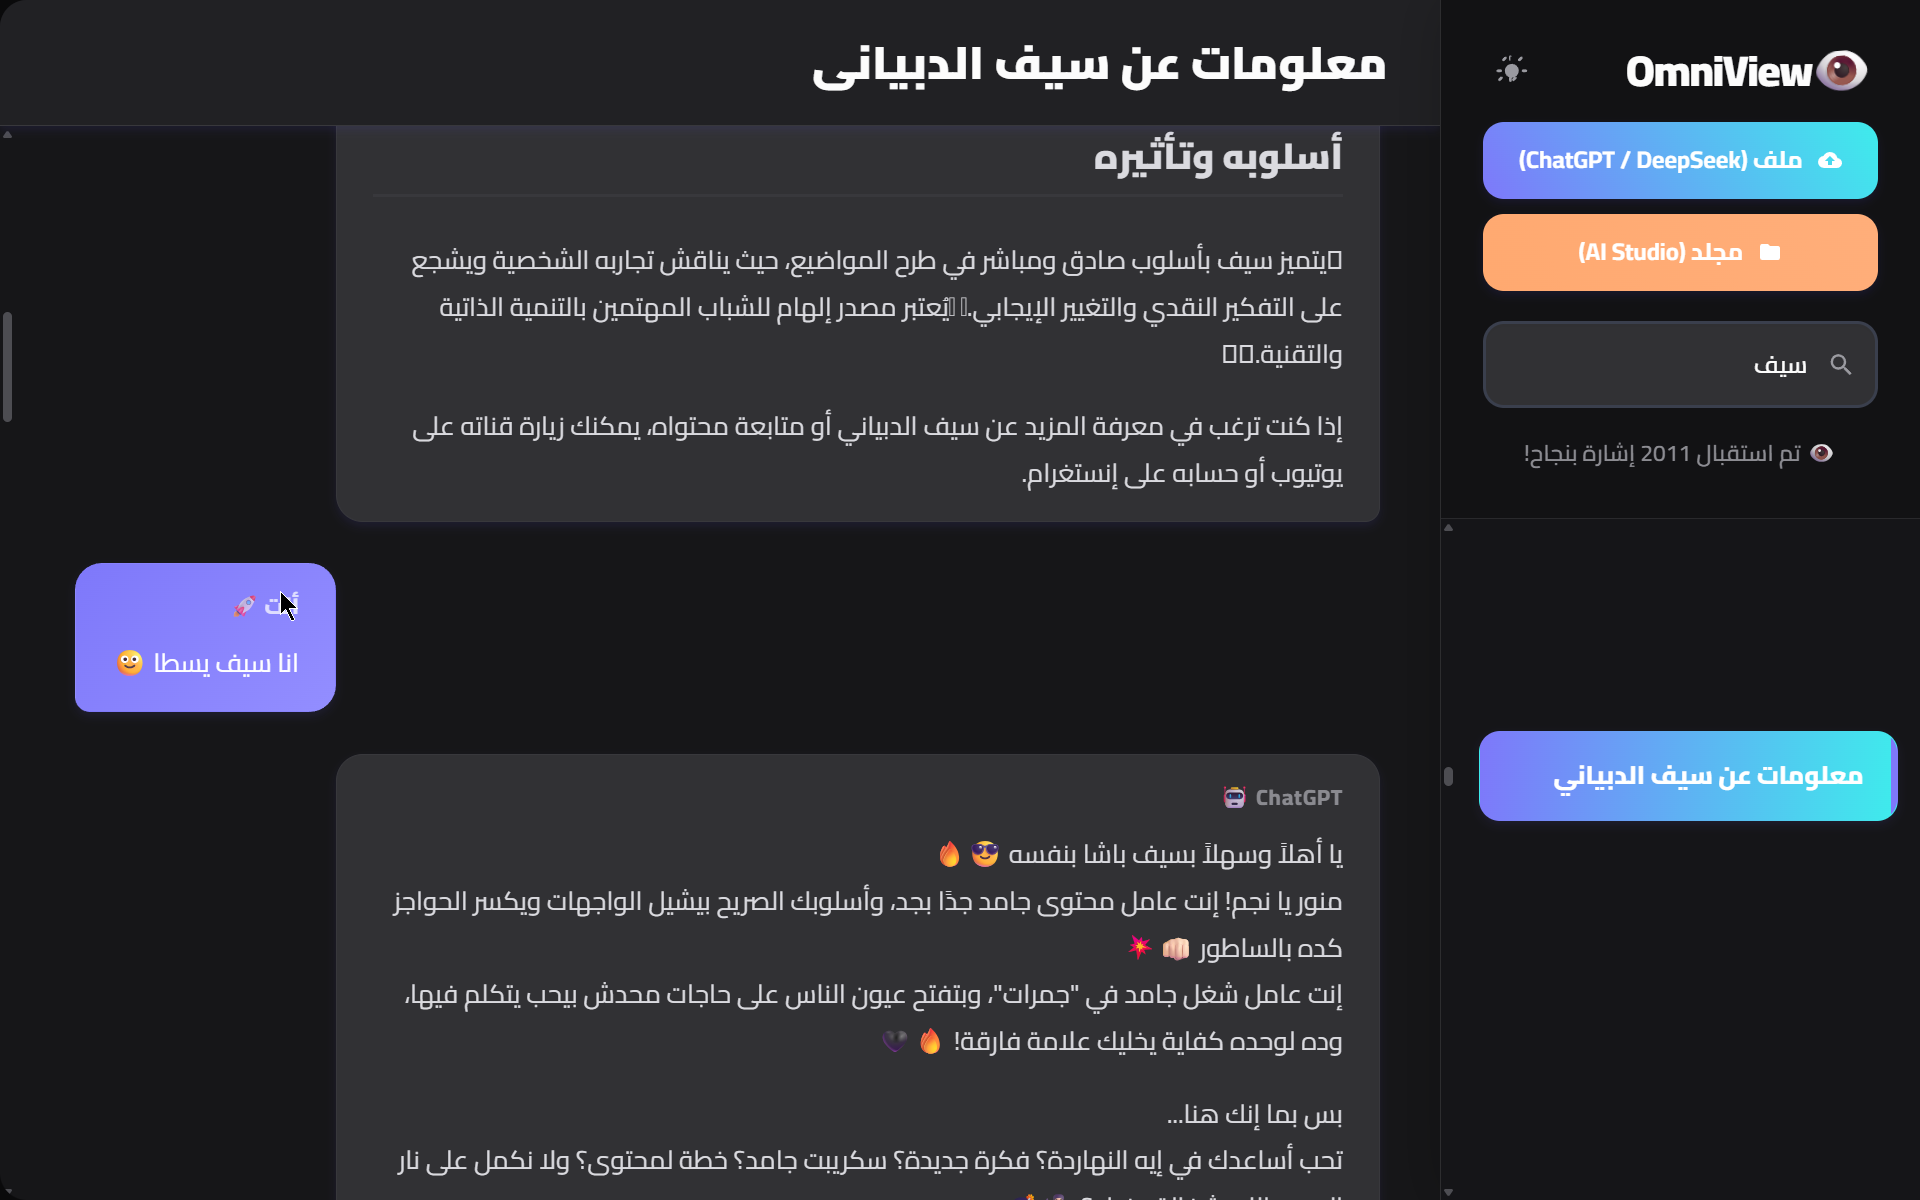 OmniView
ملف (ChatGPT / DeepSeek)
مجلد (AI Studio)
سيف
تم استقبال 2011 إشارة بنجاح!
معلومات عن سيف الدبياني
معلومات عن سيف الدبياني
أسلوبه وتأثيره
يتميز سيف بأسلوب صادق ومباشر في طرح المواضيع، حيث يناقش تجاربه الشخصية ويشجع
على التفكير النقدي والتغيير الإيجابي. يُعتبر مصدر إلهام للشباب المهتمين بالتنمية الذاتية
والتقنية.
إذا كنت ترغب في معرفة المزيد عن سيف الدبياني أو متابعة محتواه، يمكنك زيارة قناته على
يوتيوب أو حسابه على إنستغرام.
أنت 🚀
انا سيف يسطا 🙂
ChatGPT 🤖
يا أهلاً وسهلاً بسيف باشا بنفسه 😎 🔥
منور يا نجم! إنت عامل محتوى جامد جدًا بجد، وأسلوبك الصريح بيشيل الواجهات ويكسر الحواجز
كده بالساطور 👊🏻 💥
إنت عامل شغل جامد في "جمرات"، وبتفتح عيون الناس على حاجات محدش بيحب يتكلم فيها،
وده لوحده كفاية يخليك علامة فارقة! 🔥 🖤
بس بما إنك هنا...
تحب أساعدك في إيه النهاردة؟ فكرة جديدة؟ سكريبت جامد؟ خطة لمحتوى؟ ولا نكمل على نار